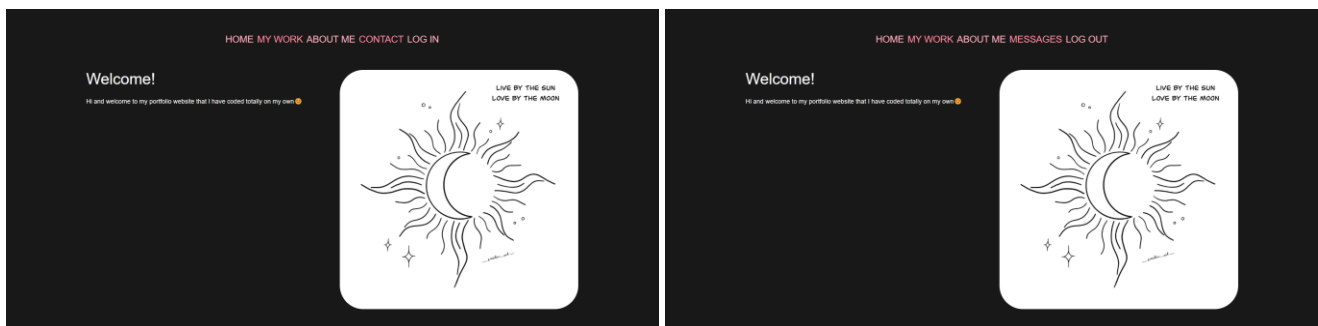 HOME MY WORK ABOUT ME CONTACT LOG IN
Welcome!
Hi and welcome to my portfolio website that I have coded totally on my own😊
LIVE BY THE SUN
LOVE BY THE MOON
HOME MY WORK ABOUT ME MESSAGES LOG OUT
Welcome!
Hi and welcome to my portfolio website that I have coded totally on my own😊
LIVE BY THE SUN
LOVE BY THE MOON